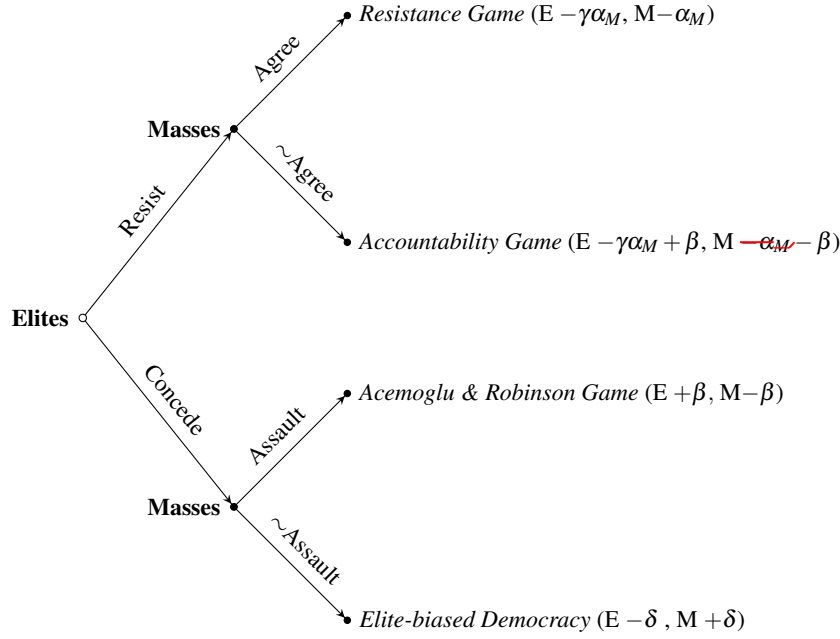 Resistance Game (E −γα_M, M−α_M)
Agree
Masses
~Agree
Resist
Accountability Game (E −γα_M + β, M −α_M − β)
Elites
Concede
Acemoglu & Robinson Game (E +β, M−β)
Assault
Masses
~Assault
Elite-biased Democracy (E −δ , M +δ)